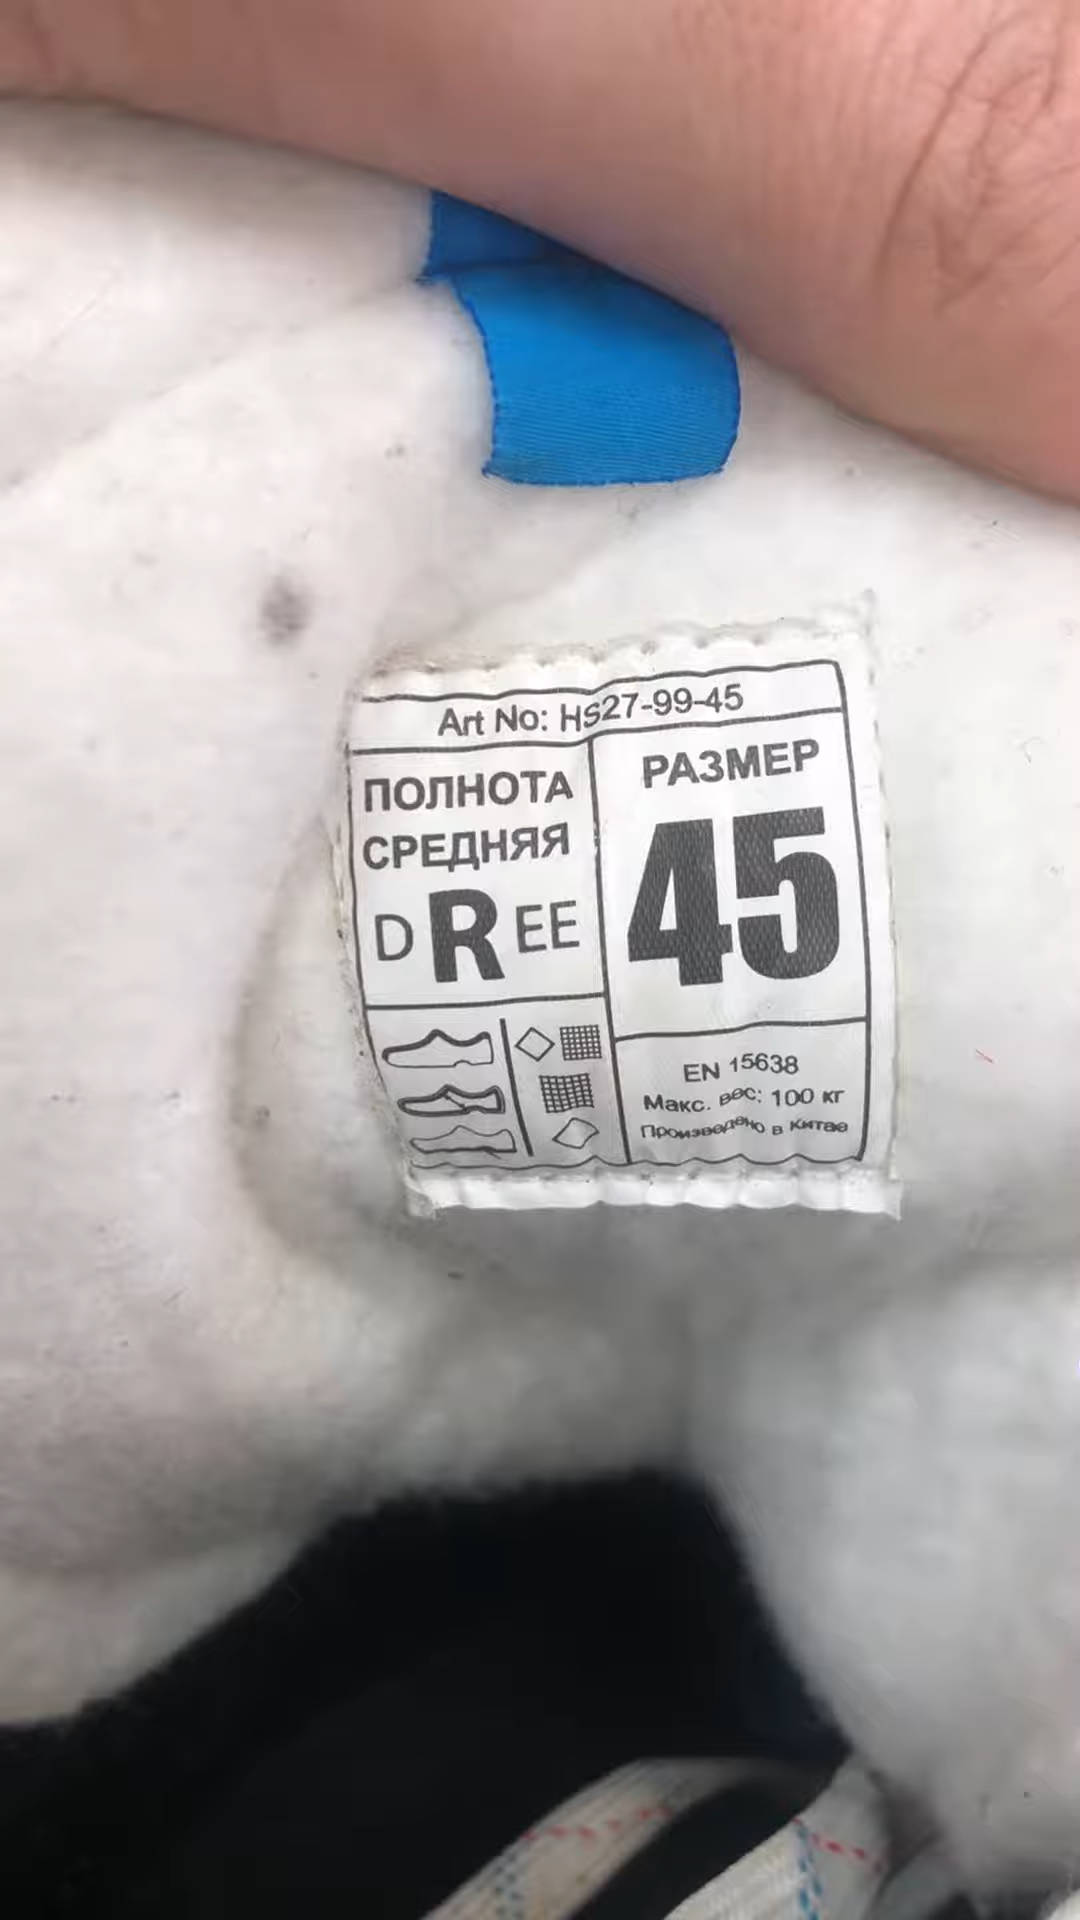 Art No: HS27-99-45
ПОЛНОТА
СРЕДНЯЯ
D R EE
РАЗМЕР
45
EN 15638
Макс. вес: 100 кг
Произведено в Китае